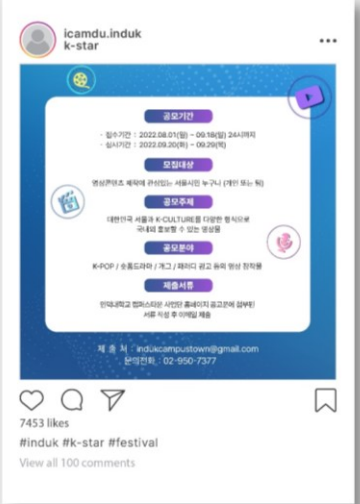 icamdu.induk
k-star
공모기간
· 접수기간 : 2022.08.01(월) ~ 09.18(일) 24시까지
· 심사기간 : 2022.09.20(화) ~ 09.29(목)
모집대상
영상콘텐츠 제작에 관심있는 서울시민 누구나 (개인 또는 팀)
공모주제
대한민국 서울과 K-CULTURE를 다양한 형식으로
국내외 홍보할 수 있는 영상물
공모분야
K-POP / 숏폼드라마 / 개그 / 패러디 광고 등의 영상 창작물
제출서류
인덕대학교 캠퍼스타운 사업단 홈페이지 공고문에 첨부된
서류 작성 후 이메일 제출
제 출 처 : indukcampustown@gmail.com
문의전화 : 02-950-7377
7453 likes
#induk #k-star #festival
View all 100 comments